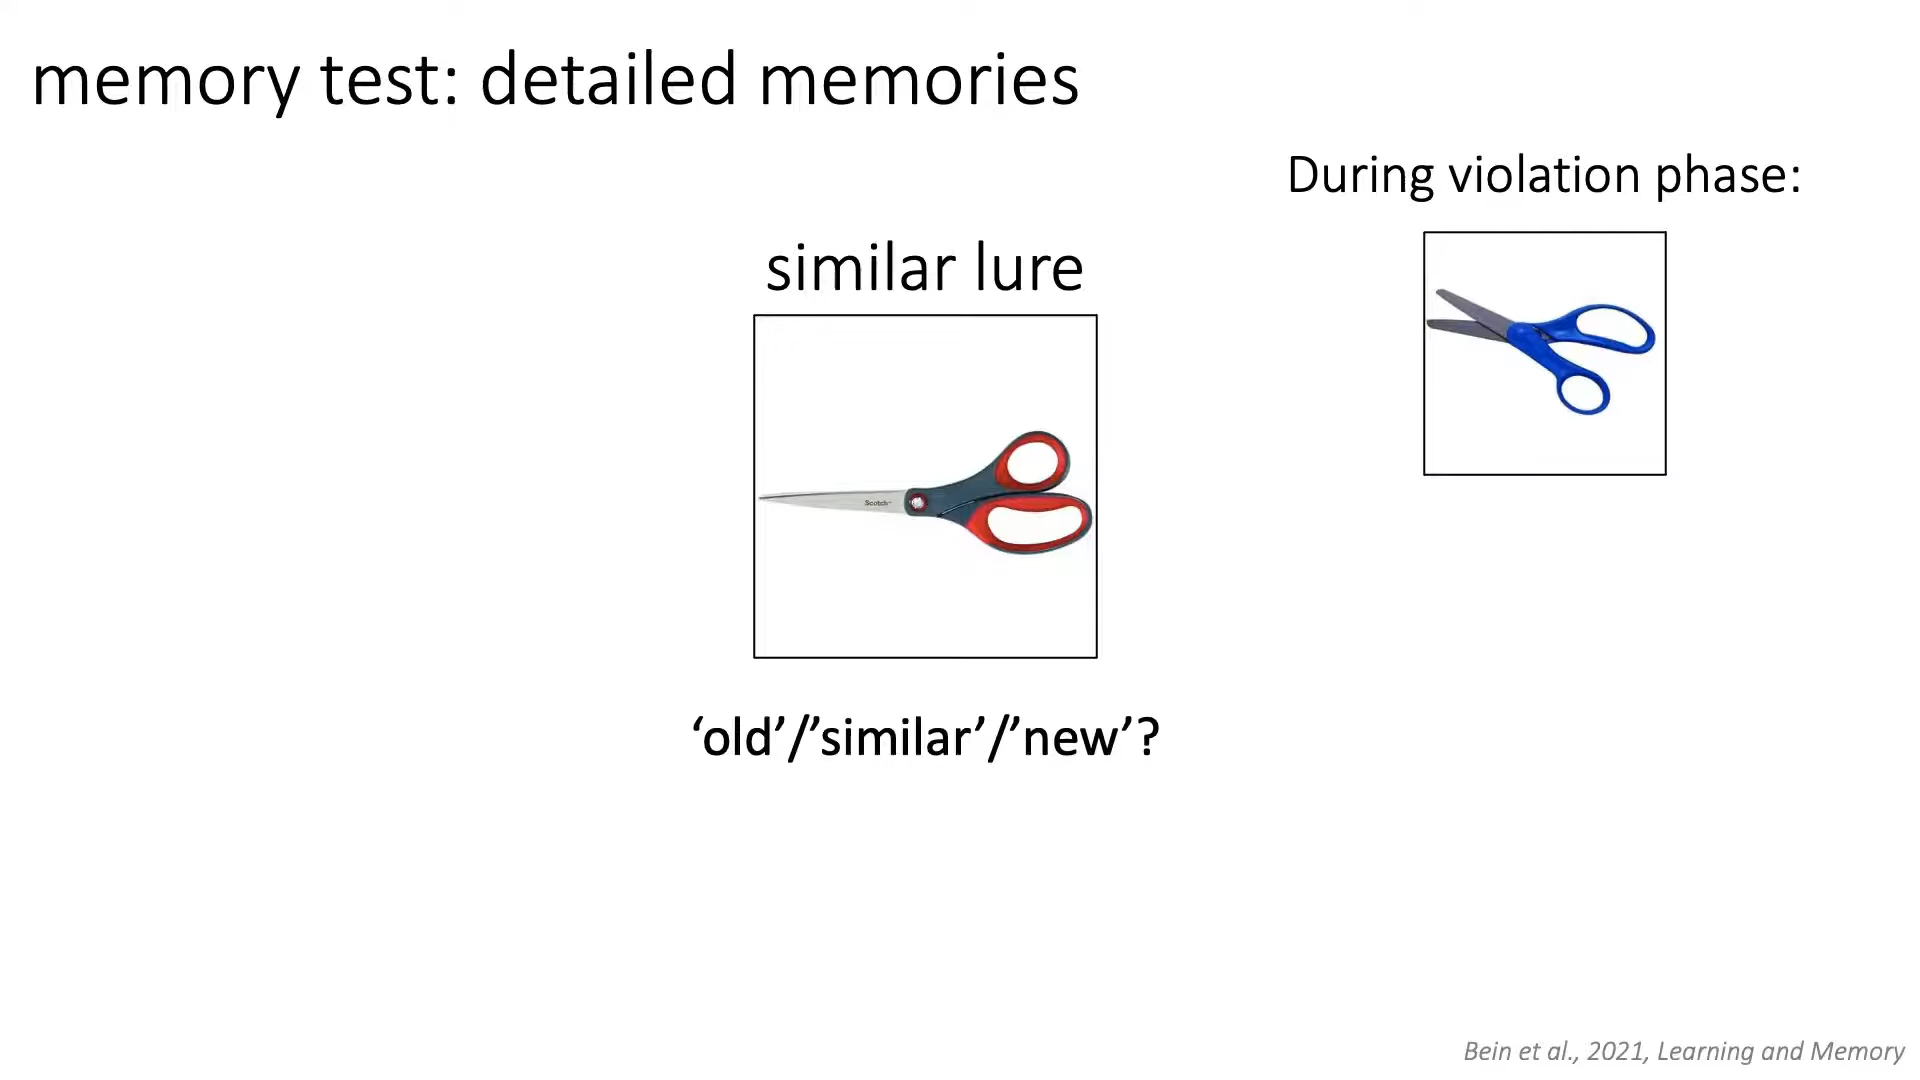 memory test: detailed memories
During violation phase:
similar lure
Scotch™
‘old’/’similar’/’new’?
Bein et al., 2021, Learning and Memory